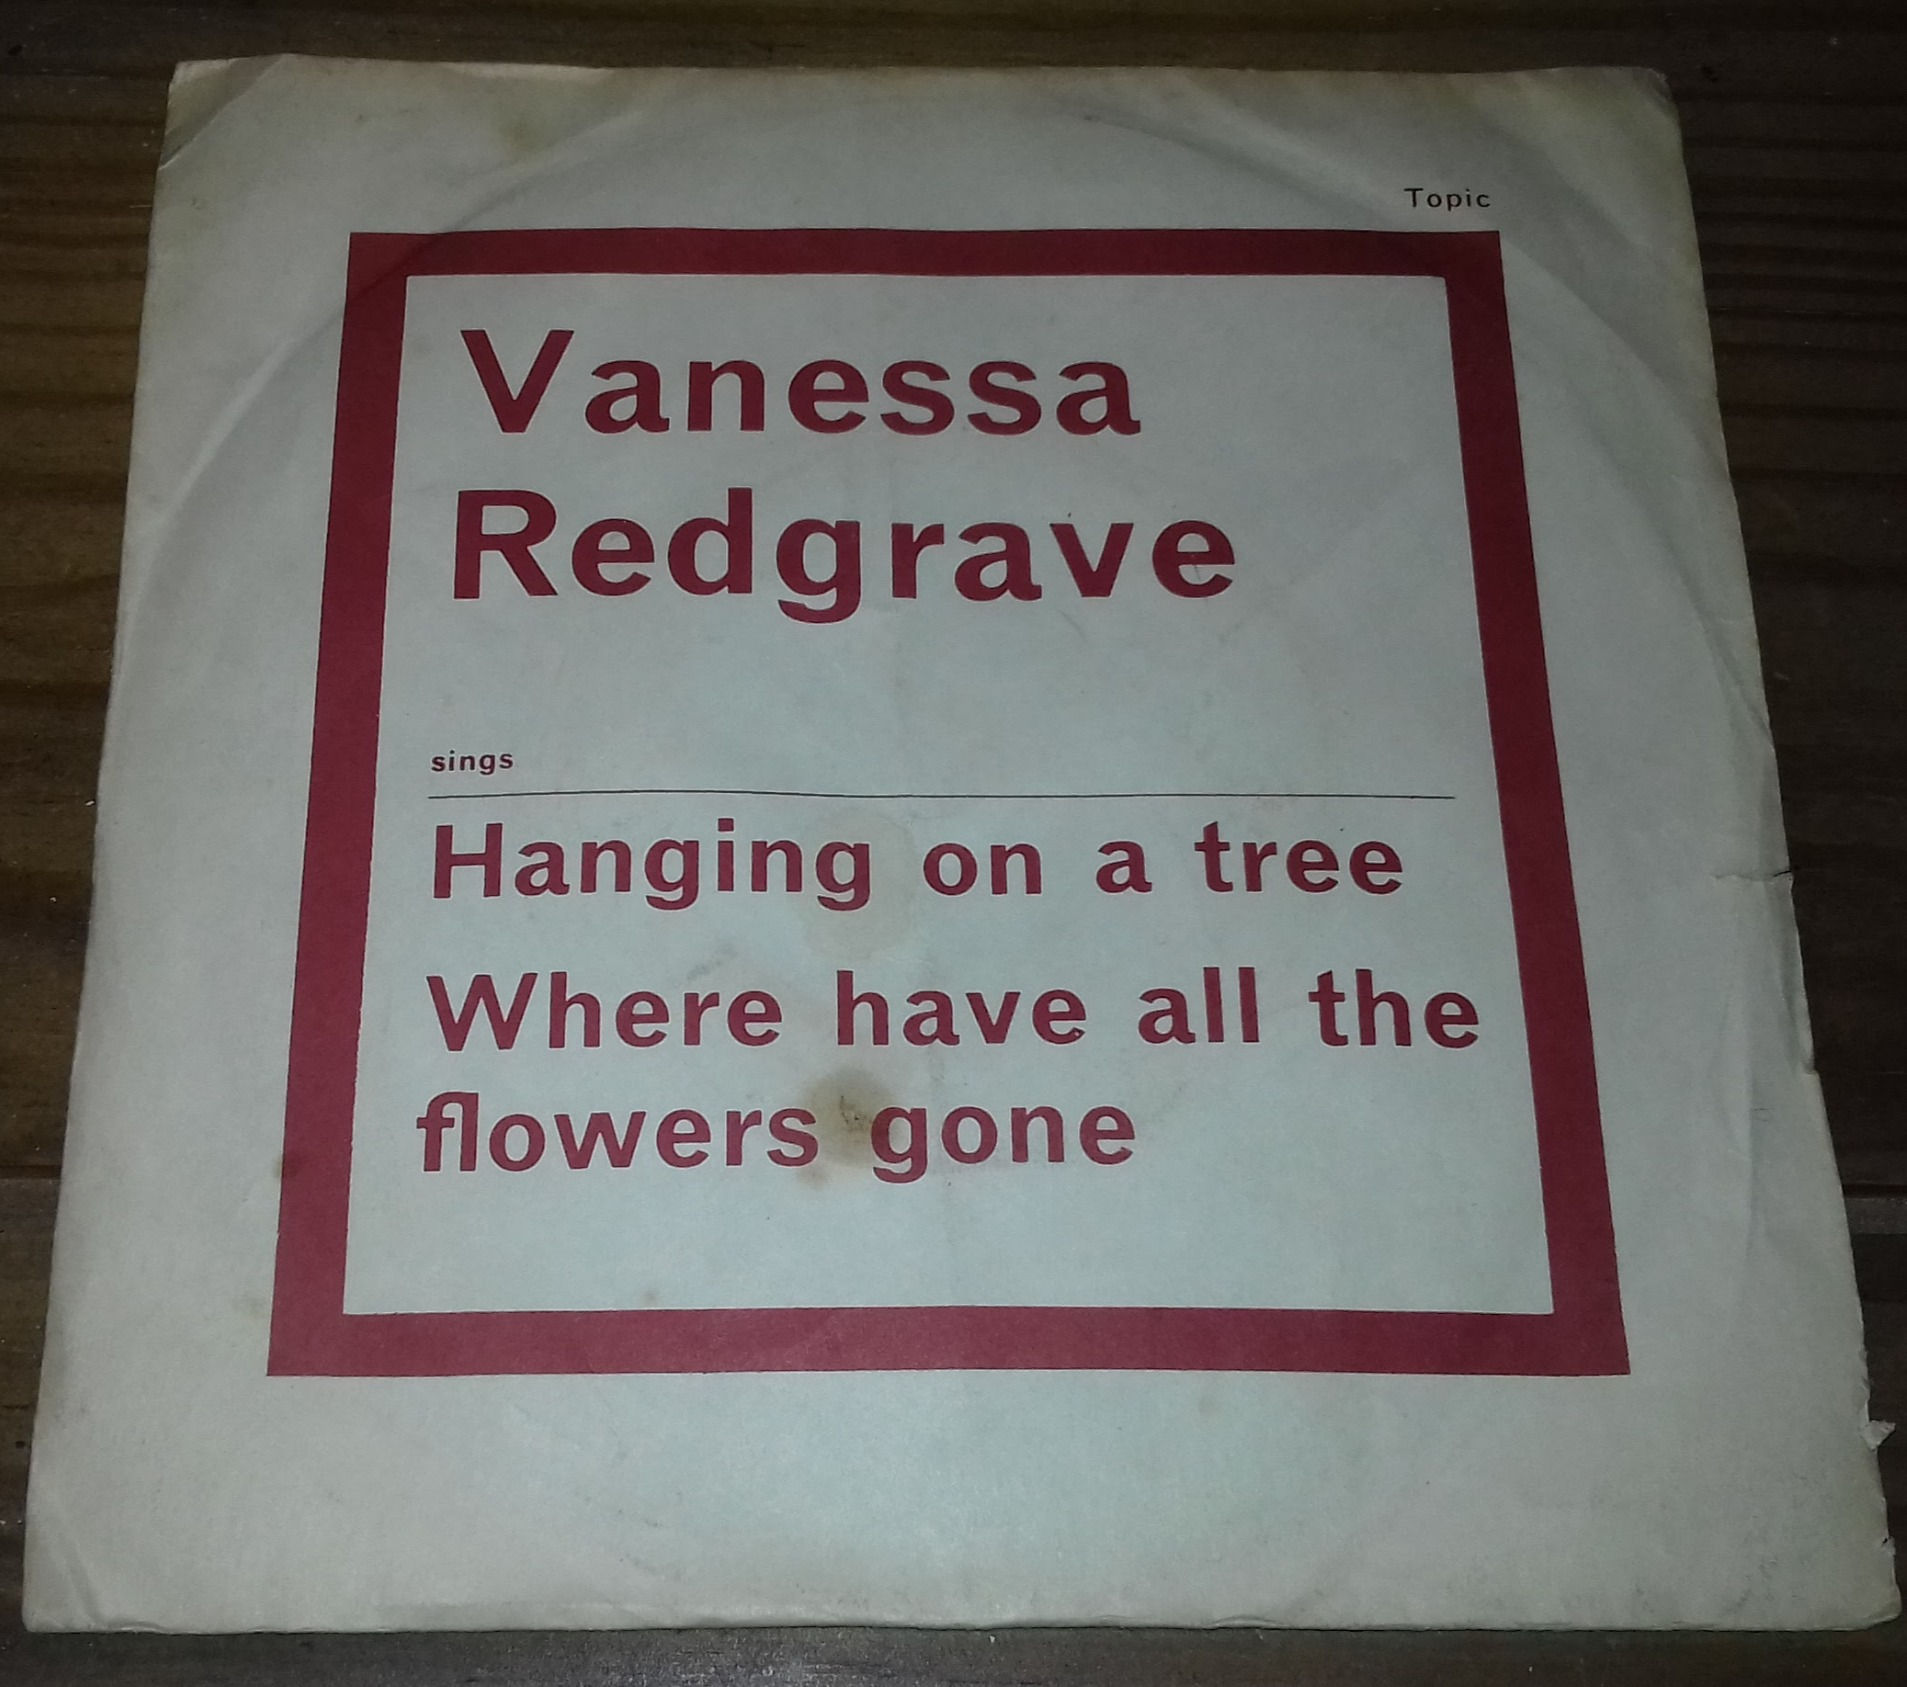 Topic
Vanessa
Redgrave
sings
Hanging on a tree
Where have all the
flowers gone